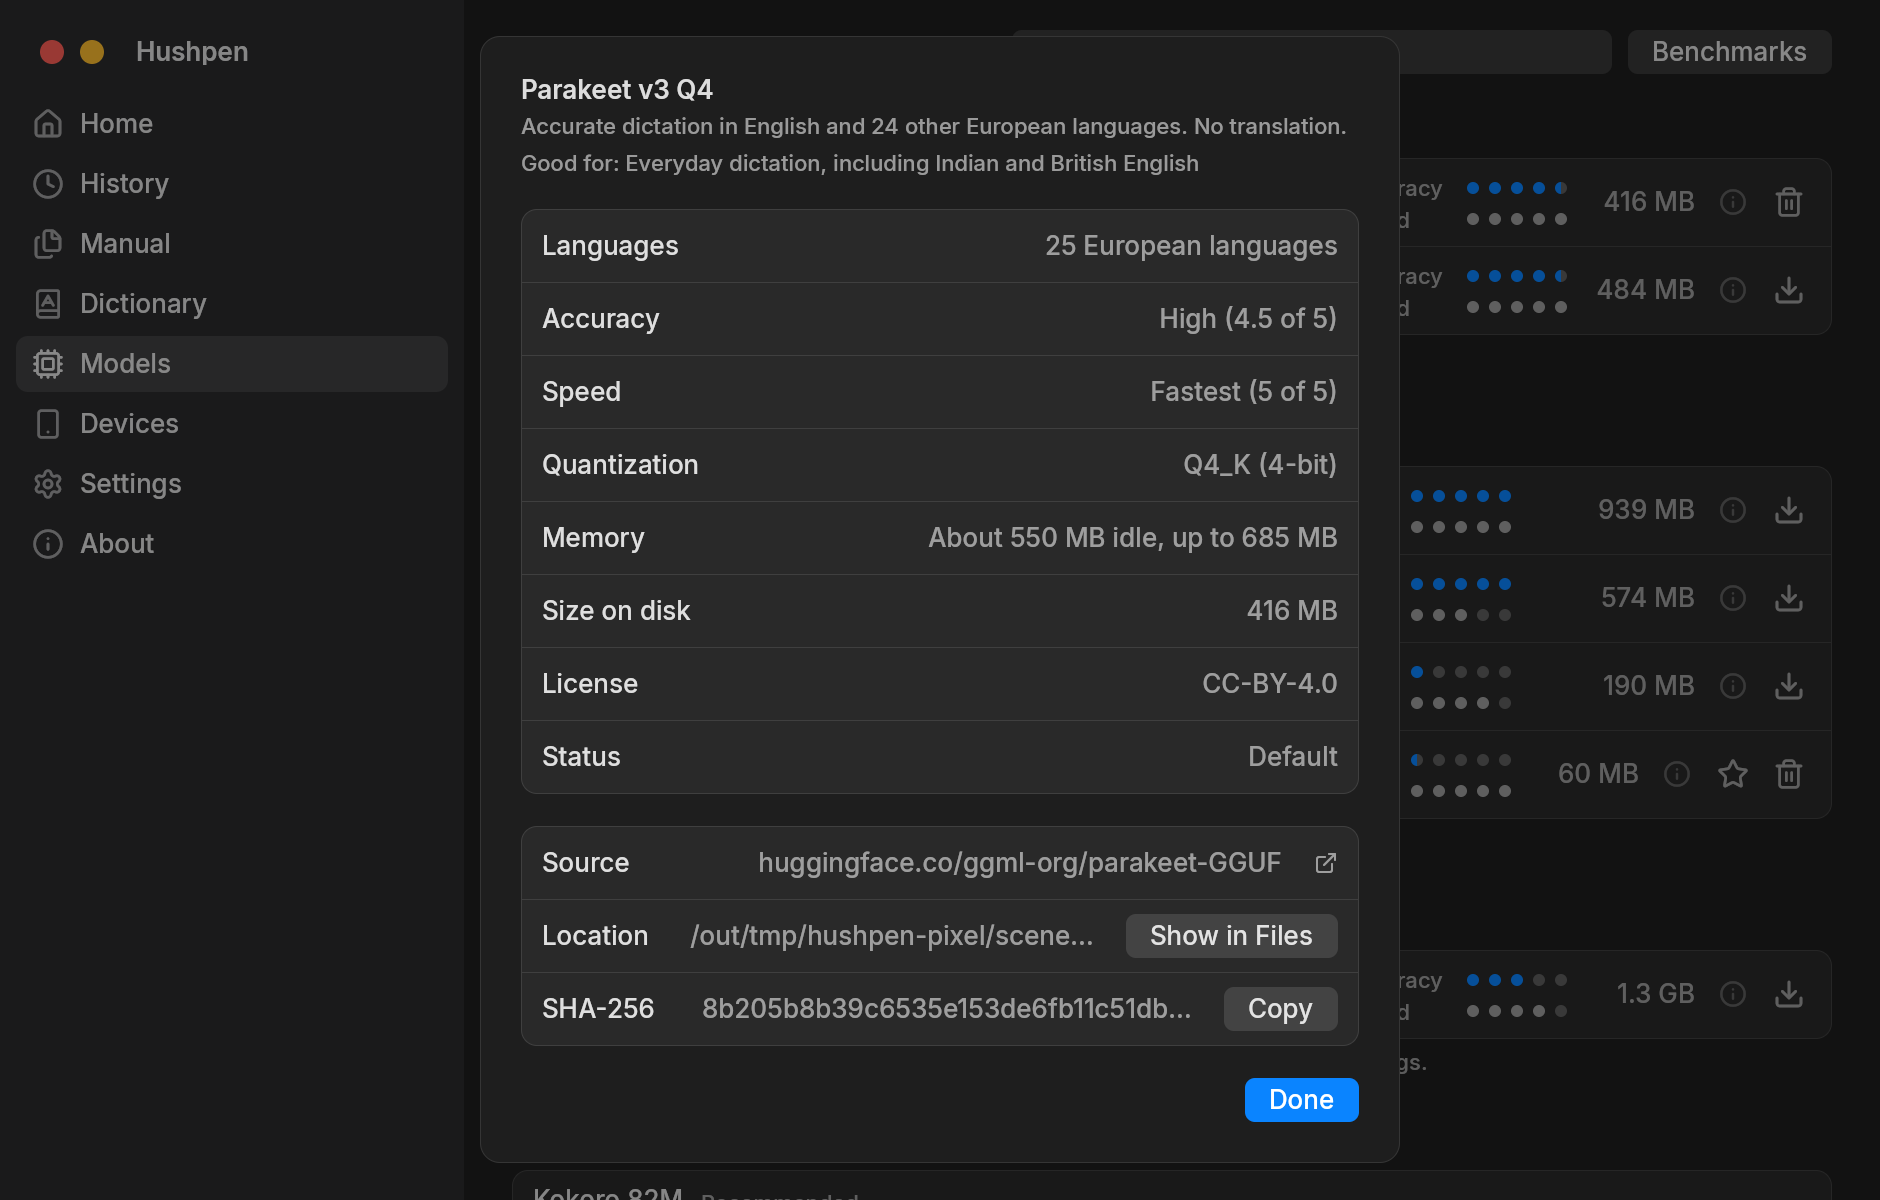 Hushpen
Home
History
Manual
Dictionary
Models
Devices
Settings
About
Benchmarks
Parakeet v3 Q4
Accurate dictation in English and 24 other European languages. No translation.
Good for: Everyday dictation, including Indian and British English
Languages 25 European languages
Accuracy High (4.5 of 5)
Speed Fastest (5 of 5)
Quantization Q4_K (4-bit)
Memory About 550 MB idle, up to 685 MB
Size on disk 416 MB
License CC-BY-4.0
Status Default
Source huggingface.co/ggml-org/parakeet-GGUF
Location /out/tmp/hushpen-pixel/scene... Show in Files
SHA-256 8b205b8b39c6535e153de6fb11c51db... Copy
Done
416 MB
484 MB
939 MB
574 MB
190 MB
60 MB
1.3 GB
Kokoro 82M Recommended